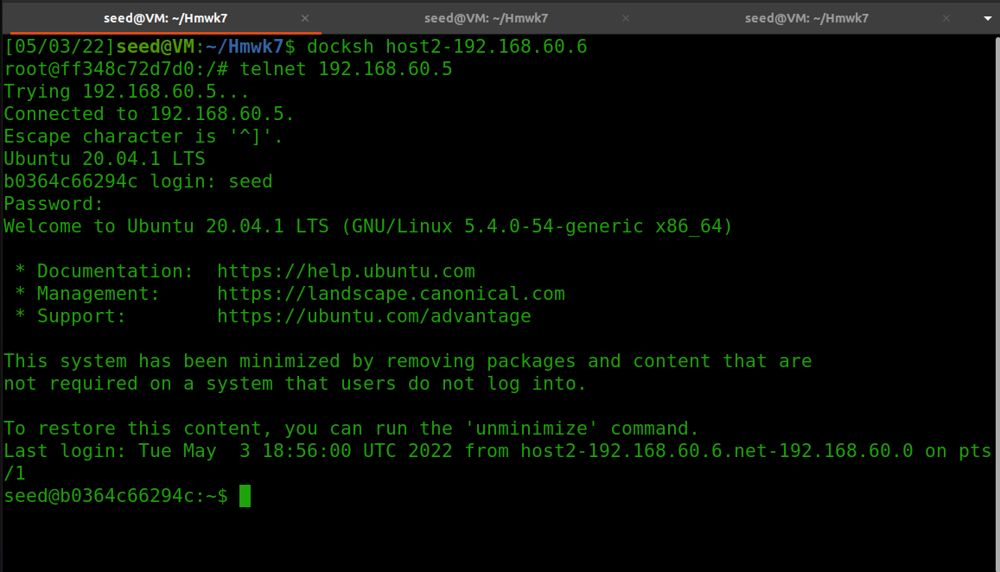 seed@VM: ~/Hmwk7 × seed@VM: ~/Hmwk7 × seed@VM: ~/Hmwk7 ×
[05/03/22]seed@VM:~/Hmwk7$ docksh host2-192.168.60.6
root@ff348c72d7d0:/# telnet 192.168.60.5
Trying 192.168.60.5...
Connected to 192.168.60.5.
Escape character is '^]'.
Ubuntu 20.04.1 LTS
b0364c66294c login: seed
Password:
Welcome to Ubuntu 20.04.1 LTS (GNU/Linux 5.4.0-54-generic x86_64)
 * Documentation:  https://help.ubuntu.com
 * Management:     https://landscape.canonical.com
 * Support:        https://ubuntu.com/advantage
This system has been minimized by removing packages and content that are
not required on a system that users do not log into.
To restore this content, you can run the 'unminimize' command.
Last login: Tue May  3 18:56:00 UTC 2022 from host2-192.168.60.6.net-192.168.60.0 on pts
/1
seed@b0364c66294c:~$